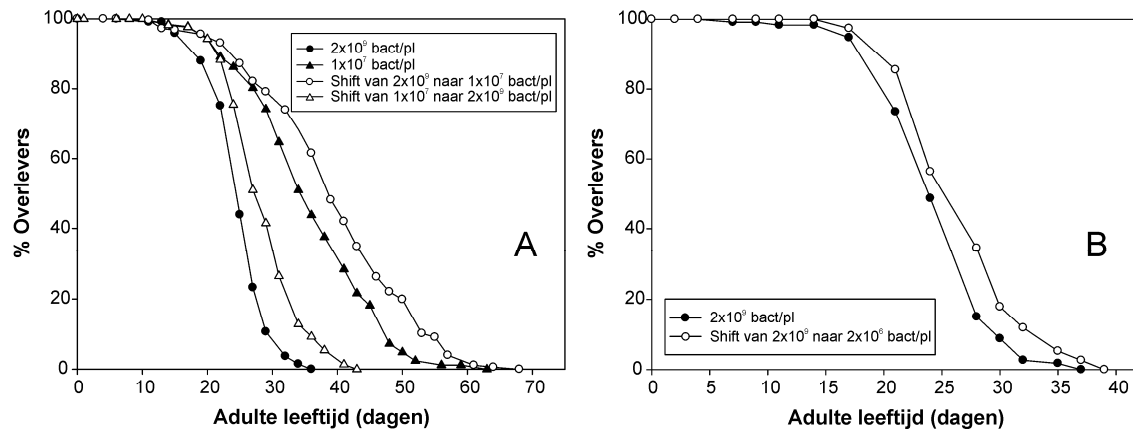 100
80
60
40
20
0
% Overlevers
2x10⁹ bact/pl
1x10⁷ bact/pl
Shift van 2x10⁹ naar 1x10⁷ bact/pl
Shift van 1x10⁷ naar 2x10⁹ bact/pl
A
0 10 20 30 40 50 60 70
Adulte leeftijd (dagen)
100
80
60
40
20
0
% Overlevers
B
2x10⁹ bact/pl
Shift van 2x10⁹ naar 2x10⁶ bact/pl
0 5 10 15 20 25 30 35 40
Adulte leeftijd (dagen)